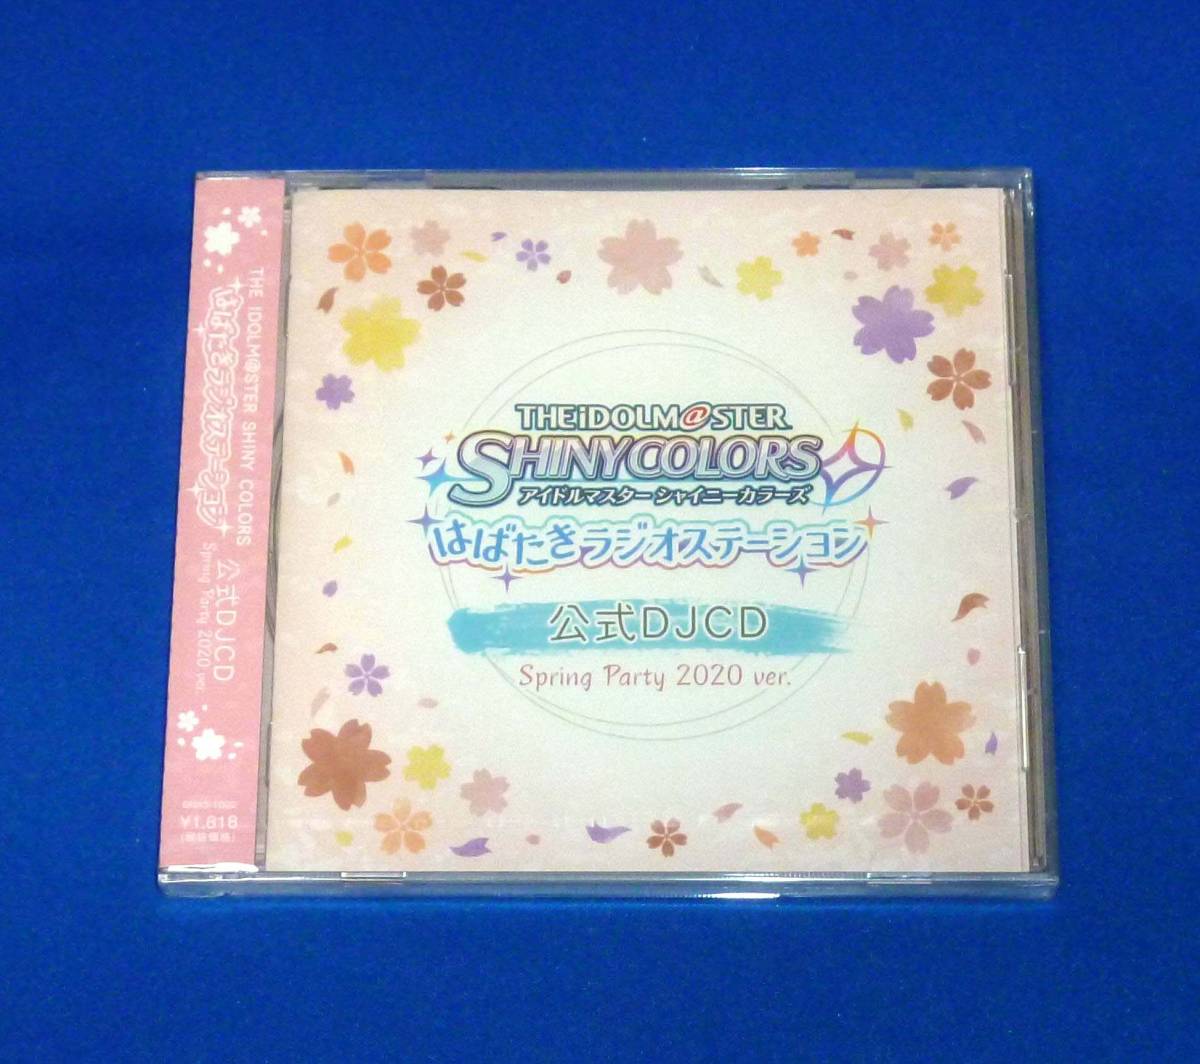 THE IDOLM@STER SHINY COLORS
はばたきラジオステーション
公式DJCD
Spring Party 2020 ver.
¥1,818
THE iDOLM@STER
SHINY COLORS
アイドルマスター シャイニーカラーズ
はばたきラジオステーション
公式DJCD
Spring Party 2020 ver.